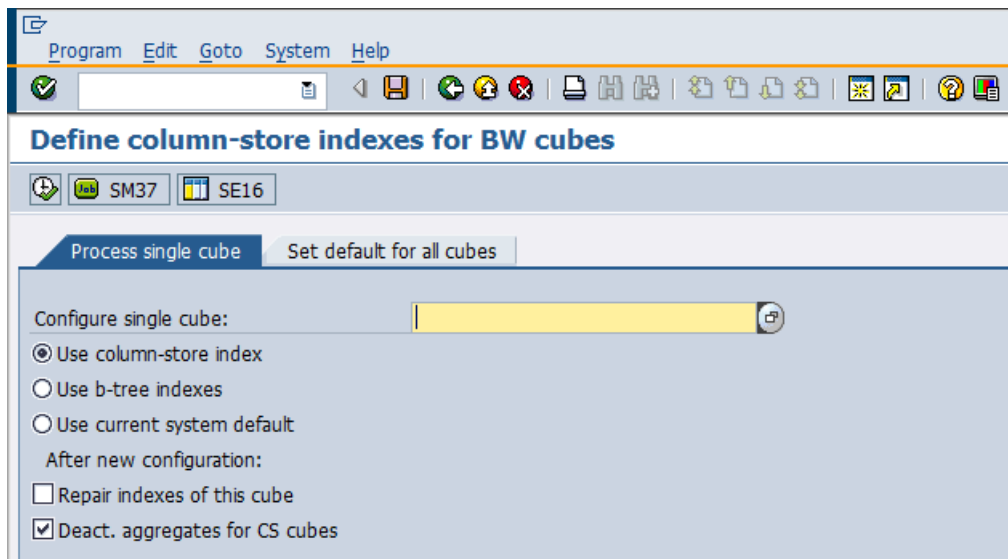 Program Edit Goto System Help
Define column-store indexes for BW cubes
Job SM37 SE16
Process single cube Set default for all cubes
Configure single cube:
Use column-store index
Use b-tree indexes
Use current system default
After new configuration:
Repair indexes of this cube
Deact. aggregates for CS cubes